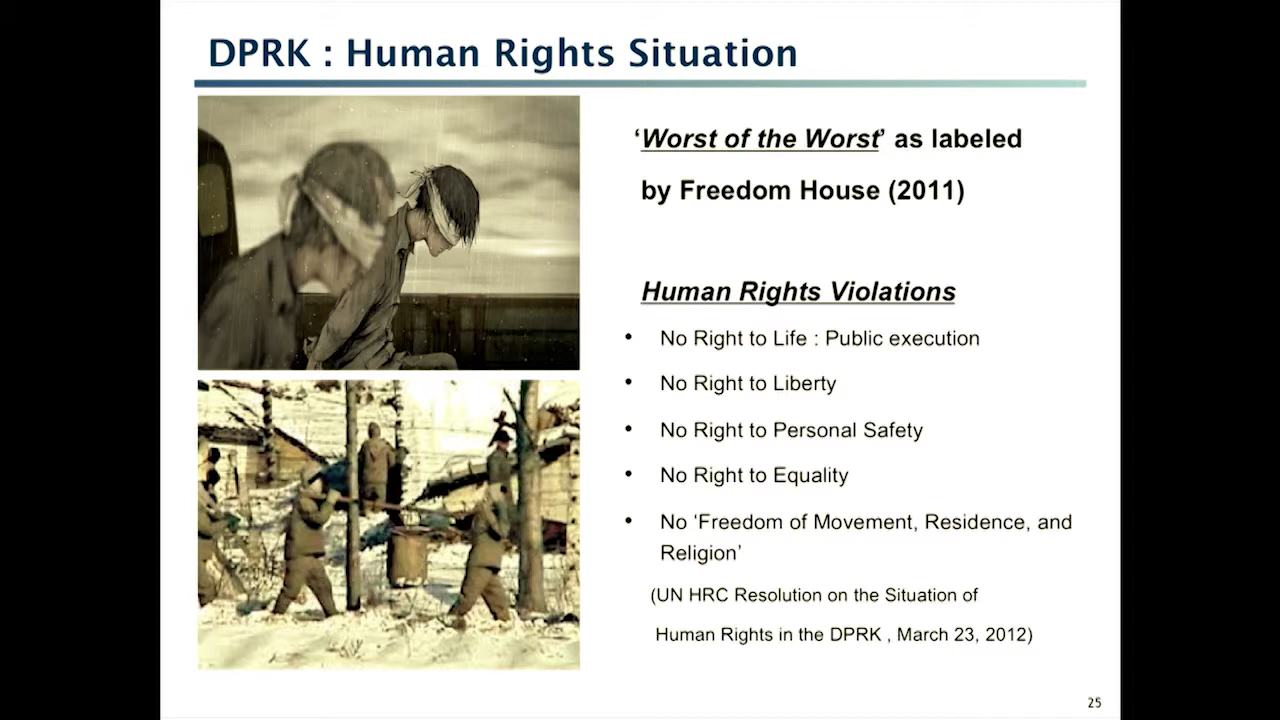 DPRK : Human Rights Situation
‘Worst of the Worst’ as labeled
by Freedom House (2011)
Human Rights Violations
• No Right to Life : Public execution
• No Right to Liberty
• No Right to Personal Safety
• No Right to Equality
• No ‘Freedom of Movement, Residence, and
Religion’
(UN HRC Resolution on the Situation of
Human Rights in the DPRK , March 23, 2012)
25